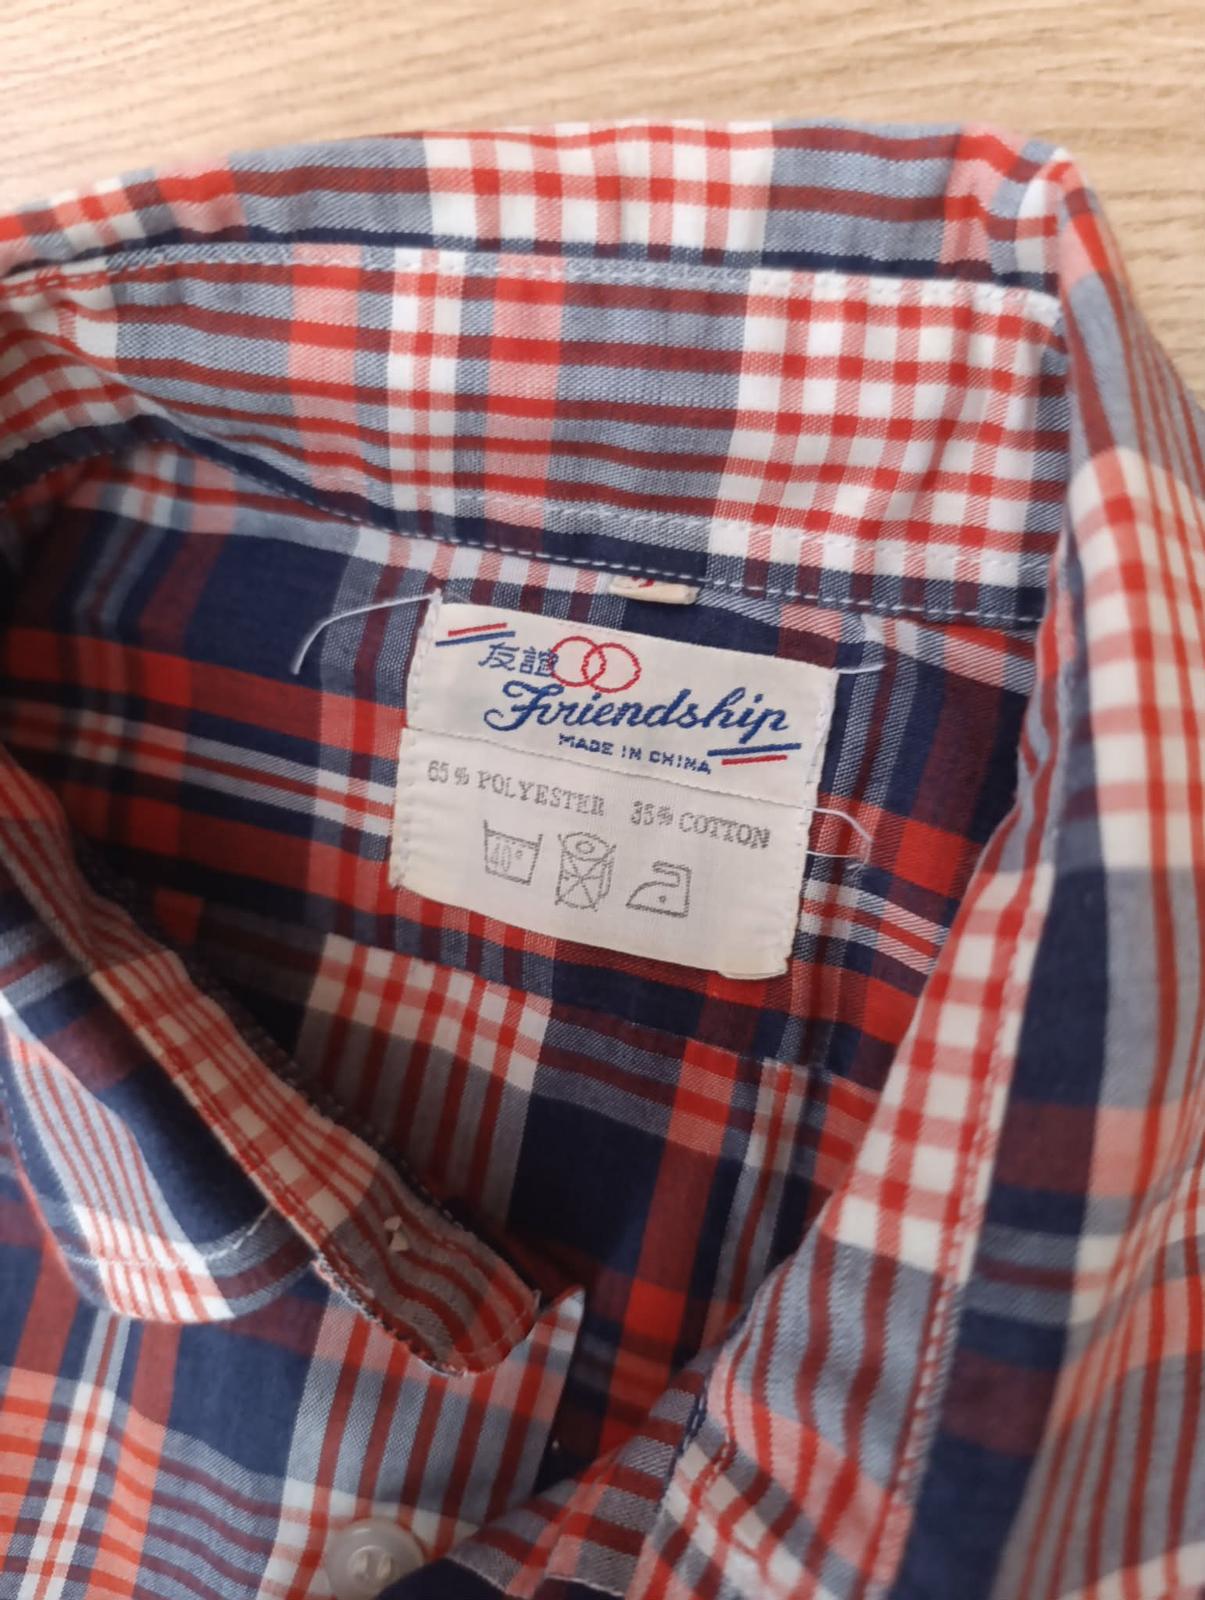 友誼
Friendship
MADE IN CHINA
65% POLYESTER 35% COTTON
40°